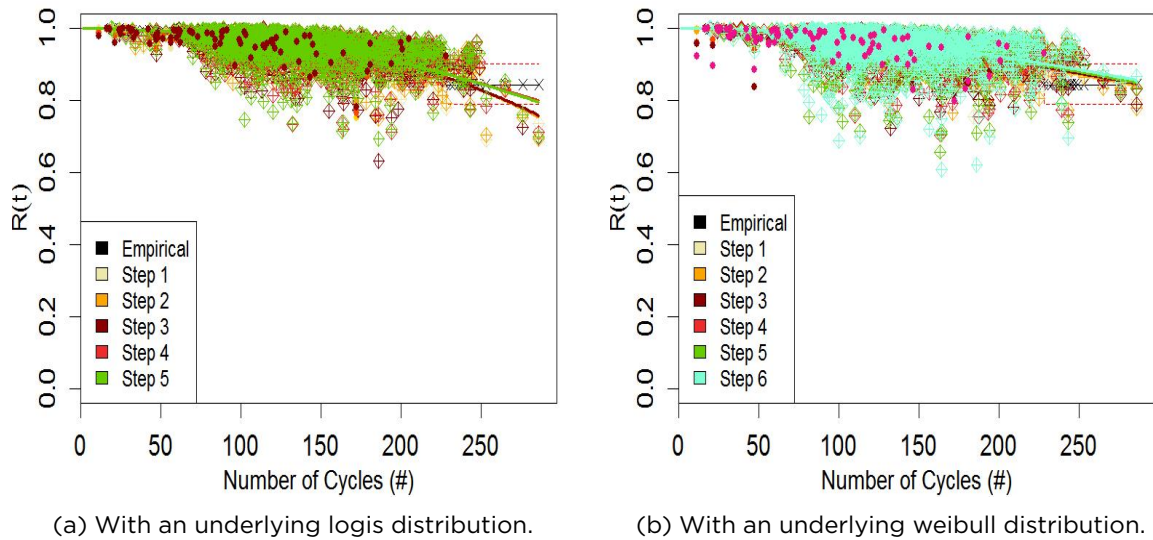 1.0
0.8
0.6
0.4
0.2
0.0
R(t)
Empirical
Step 1
Step 2
Step 3
Step 4
Step 5
0 50 100 150 200 250
Number of Cycles (#)
(a) With an underlying logis distribution.
1.0
0.8
0.6
0.4
0.2
0.0
R(t)
Empirical
Step 1
Step 2
Step 3
Step 4
Step 5
Step 6
0 50 100 150 200 250
Number of Cycles (#)
(b) With an underlying weibull distribution.